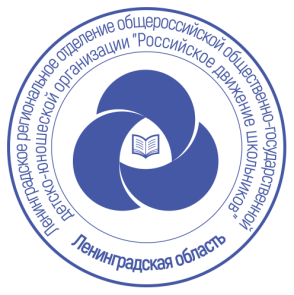 Ленинградское региональное отделение общероссийской общественно-государственной
детско-юношеской организации "Российское движение школьников"
Ленинградская область